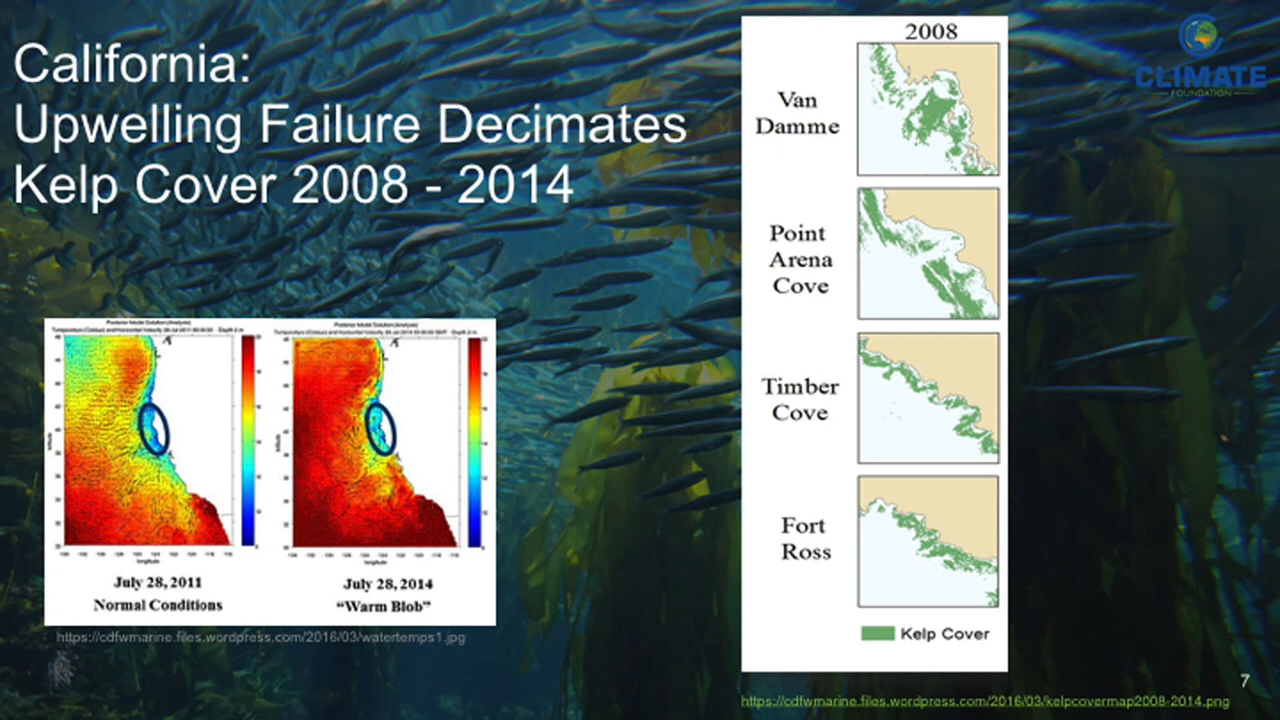 California:
Upwelling Failure Decimates
Kelp Cover 2008 - 2014
CLIMATE
FOUNDATION
2008
Van
Damme
Point
Arena
Cove
Timber
Cove
Fort
Ross
Kelp Cover
July 28, 2011
Normal Conditions
July 28, 2014
“Warm Blob”
https://cdfwmarine.files.wordpress.com/2016/03/watertemps1.jpg
7
https://cdfwmarine.files.wordpress.com/2016/03/kelpcovermap2008-2014.png